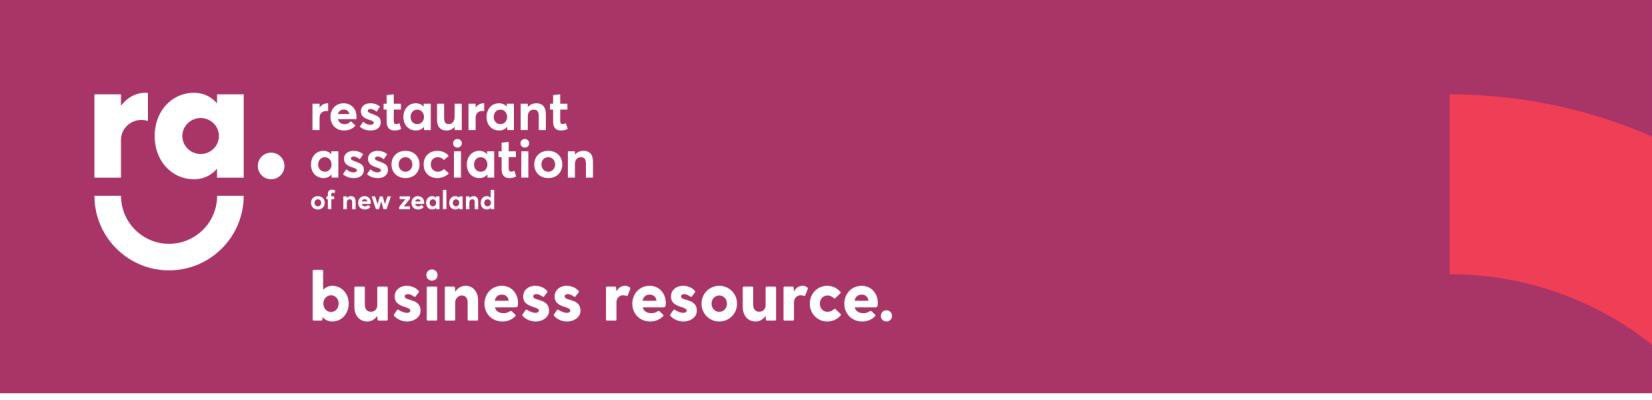 ra.
restaurant
association
of new zealand
business resource.